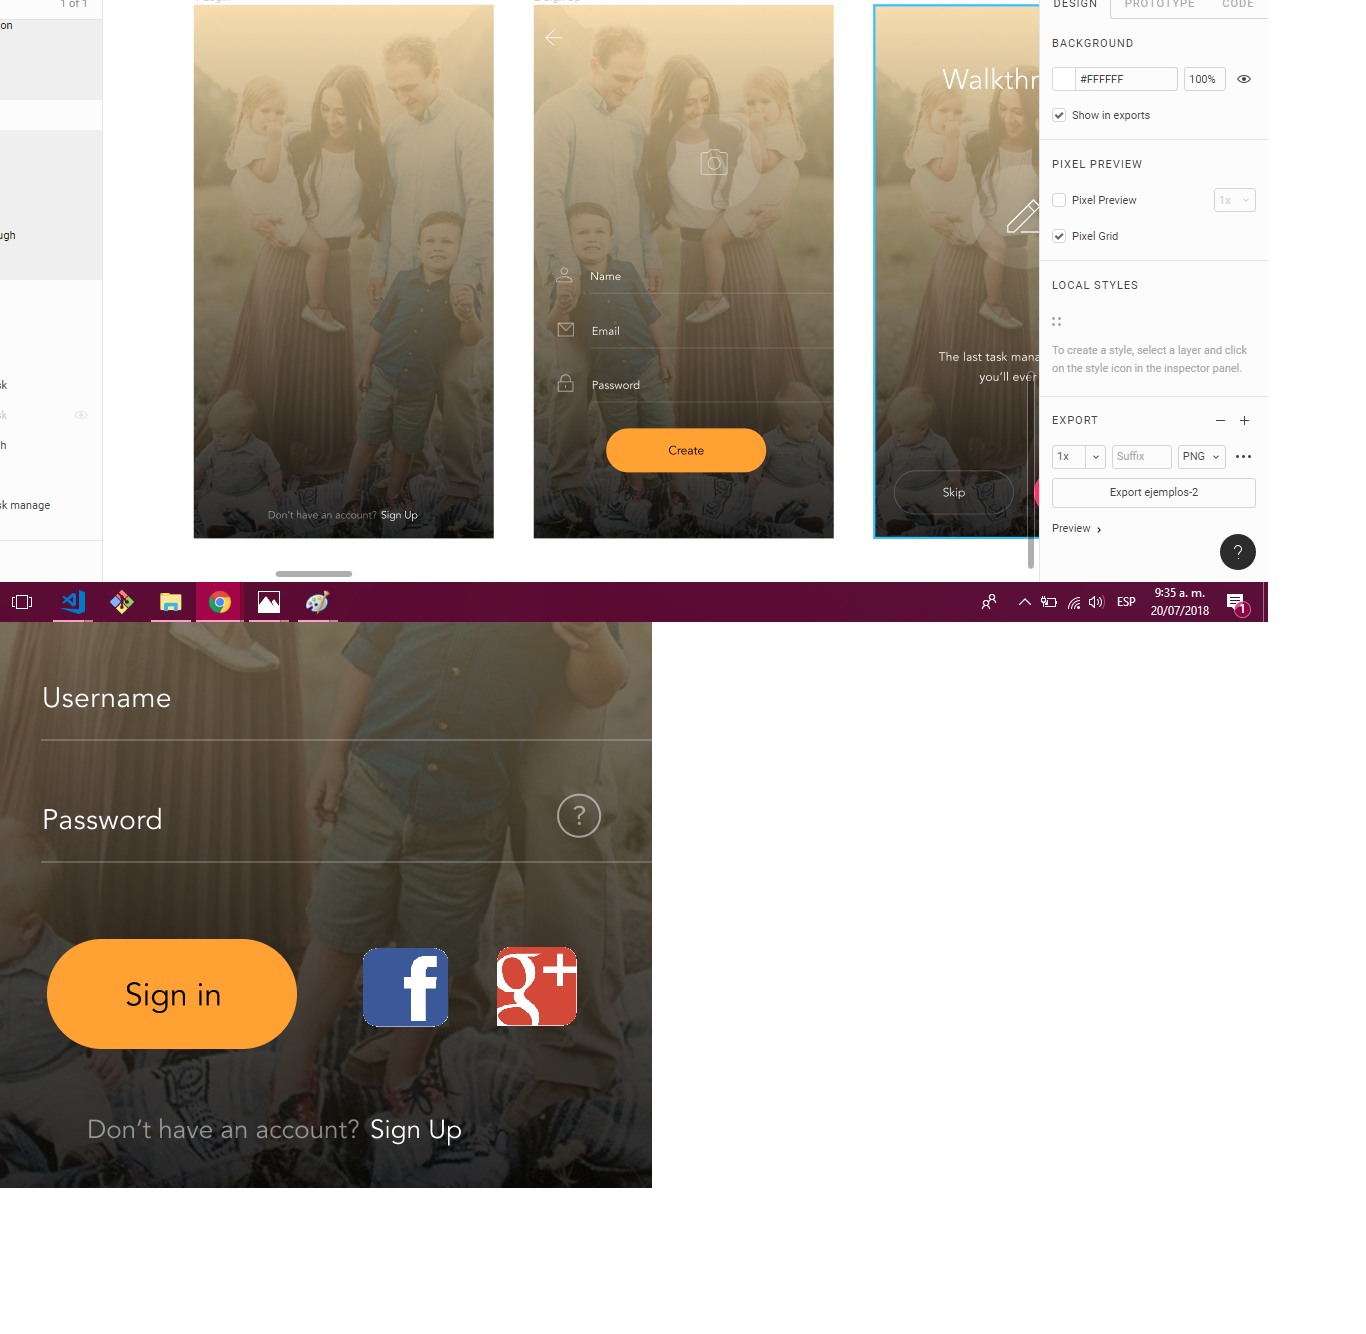 1 of 1
on
ugh
sk
sk
h
sk manage
Don't have an account? Sign Up
Name
Email
Password
Create
Walkthr
The last task mana
you'll ever
Skip
DESIGN
PROTOTYPE
CODE
BACKGROUND
#FFFFFF
100%
Show in exports
PIXEL PREVIEW
Pixel Preview
1x
Pixel Grid
LOCAL STYLES
To create a style, select a layer and click
on the style icon in the inspector panel.
EXPORT
1x
Suffix
PNG
Export ejemplos-2
Preview
?
ESP
9:35 a. m.
20/07/2018
1
Username
Password
?
Sign in
f
g+
Don't have an account? Sign Up